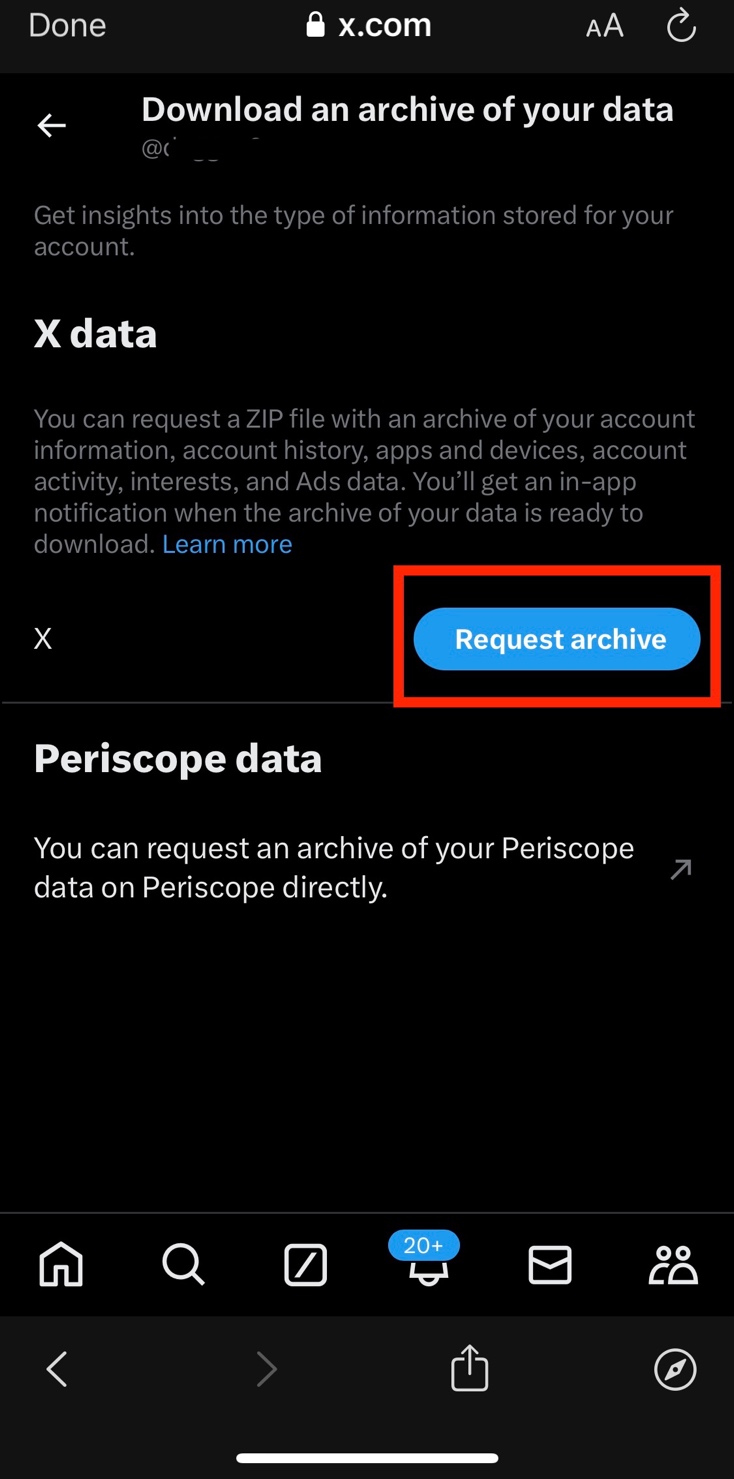 Done
x.com
AA
Download an archive of your data
Get insights into the type of information stored for your
account.
X data
You can request a ZIP file with an archive of your account
information, account history, apps and devices, account
activity, interests, and Ads data. You’ll get an in-app
notification when the archive of your data is ready to
download. Learn more
X
Request archive
Periscope data
You can request an archive of your Periscope
data on Periscope directly.
20+